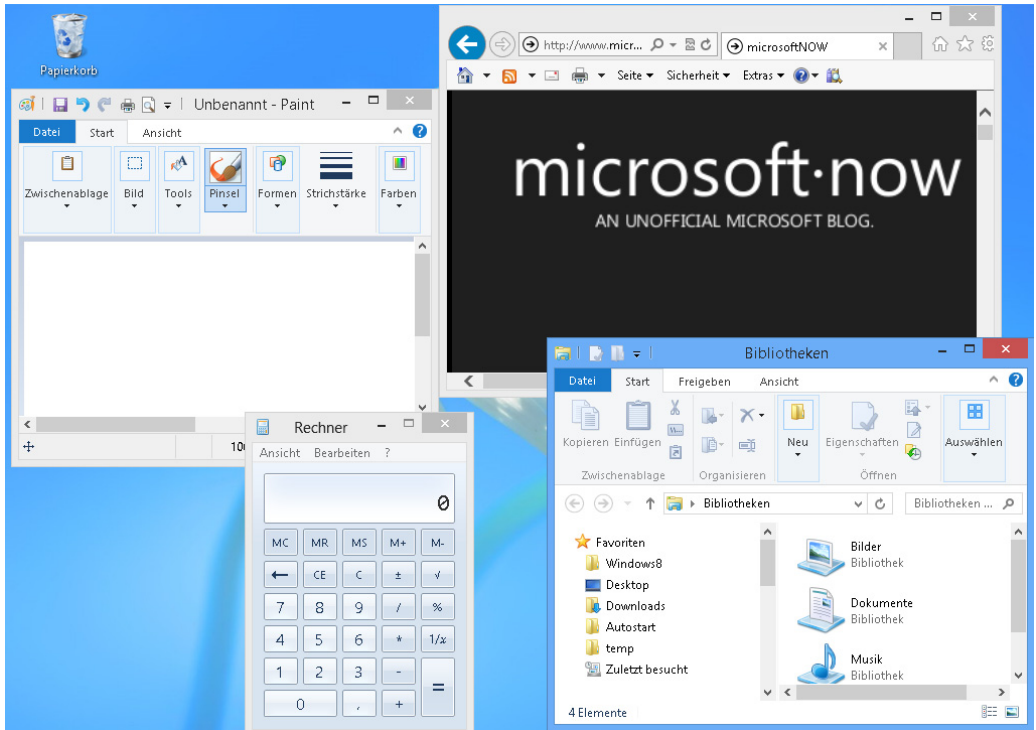 Papierkorb
Unbenannt - Paint
Datei Start Ansicht
Zwischenablage Bild Tools Pinsel Formen Strichstärke Farben
http://www.micr... microsoftNOW
Seite Sicherheit Extras
microsoft·now
AN UNOFFICIAL MICROSOFT BLOG.
Rechner
Ansicht Bearbeiten ?
0
MC MR MS M+ M-
← CE C ± √
7 8 9 / %
4 5 6 * 1/x
1 2 3 - =
0 , +
Bibliotheken
Datei Start Freigeben Ansicht
Kopieren Einfügen Neu Eigenschaften Auswählen
Zwischenablage Organisieren Öffnen
Bibliotheken Bibliotheken ...
Favoriten
Windows8
Desktop
Downloads
Autostart
temp
Zuletzt besucht
Bilder
Bibliothek
Dokumente
Bibliothek
Musik
Bibliothek
4 Elemente